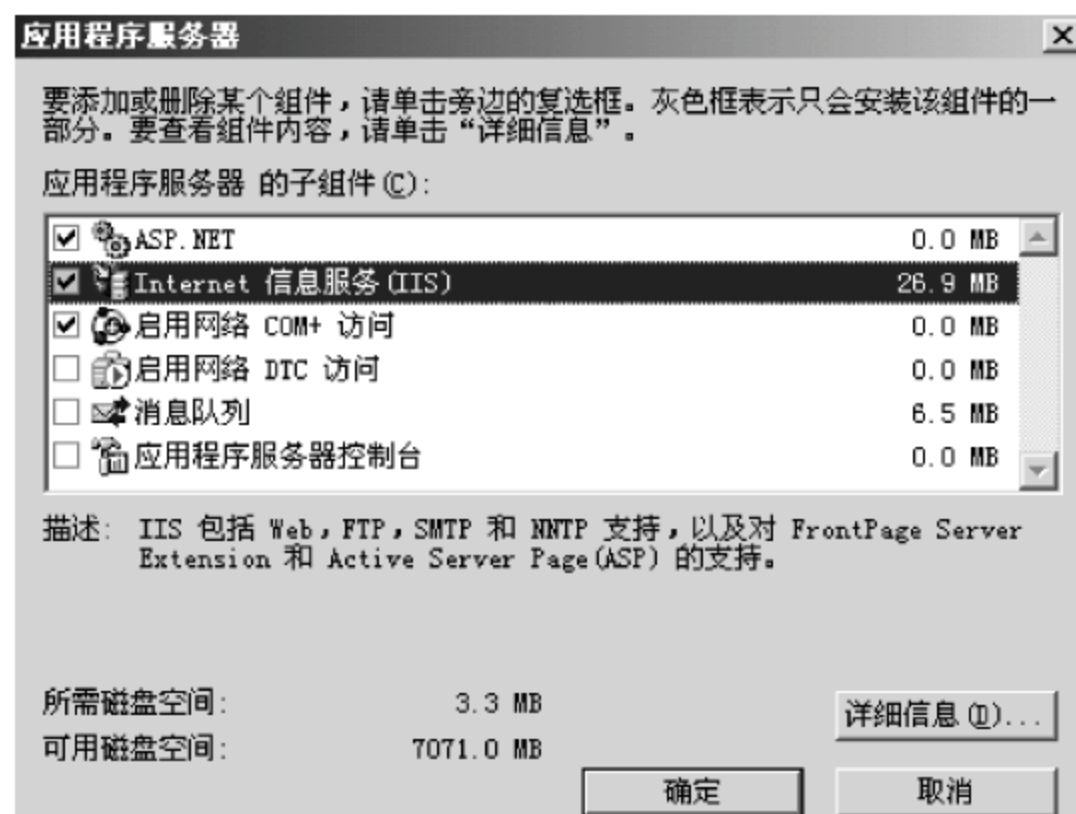 应用程序服务器
要添加或删除某个组件，请单击旁边的复选框。灰色框表示只会安装该组件的一
部分。要查看组件内容，请单击“详细信息”。
应用程序服务器 的子组件(C):
ASP.NET 0.0 MB
Internet 信息服务(IIS) 26.9 MB
启用网络 COM+ 访问 0.0 MB
启用网络 DTC 访问 0.0 MB
消息队列 6.5 MB
应用程序服务器控制台 0.0 MB
描述: IIS 包括 Web，FTP，SMTP 和 NNTP 支持，以及对 FrontPage Server
Extension 和 Active Server Page(ASP) 的支持。
所需磁盘空间: 3.3 MB
详细信息(D)...
可用磁盘空间: 7071.0 MB
确定 取消